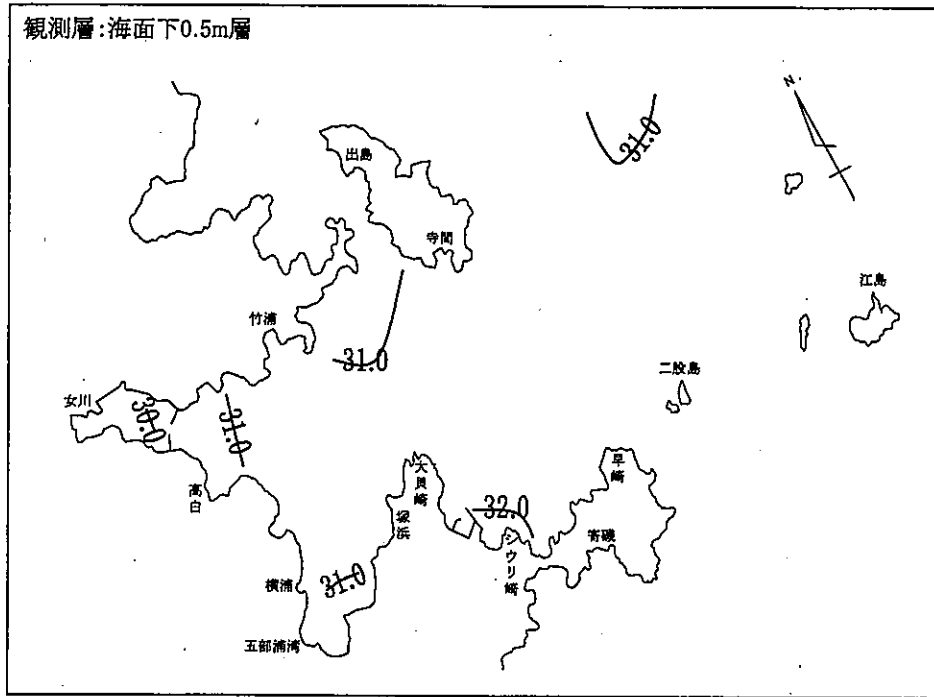 観測層:海面下0.5m層
N
出島
31.0
寺間
江島
竹浦
31.0
二股島
女川
30.0
31.0
高白
大貝崎
塚浜
32.0
早崎
シウリ崎
寄磯
横浦
31.0
五部浦湾